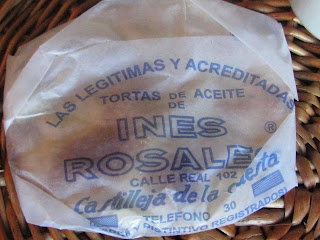 LAS LEGITIMAS Y ACREDITADAS
TORTAS DE ACEITE
DE
INES
ROSALES ®
CALLE REAL 102
Castilleja de la Cuesta
TELEFONO 30
Y DISTINTIVO REGISTRADOS)